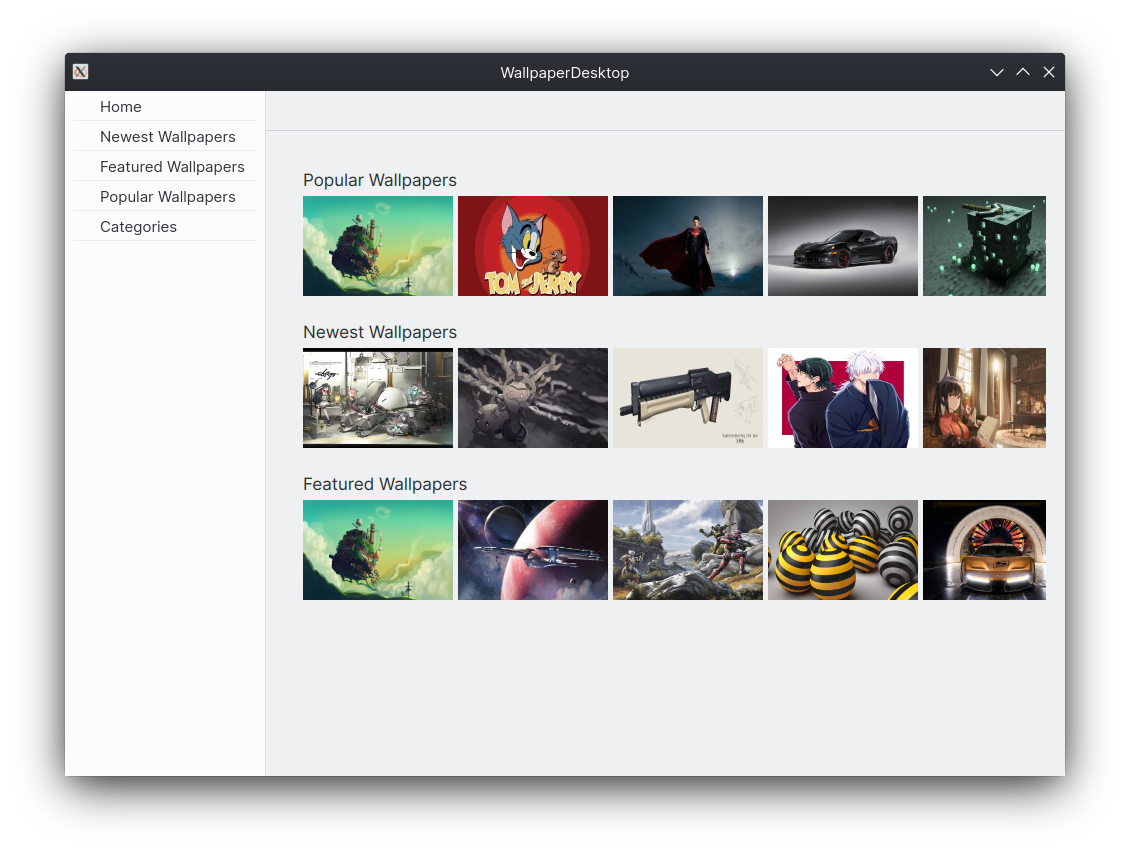 WallpaperDesktop
Home
Newest Wallpapers
Featured Wallpapers
Popular Wallpapers
Categories
Popular Wallpapers
TOM and JERRY
Newest Wallpapers
Featured Wallpapers